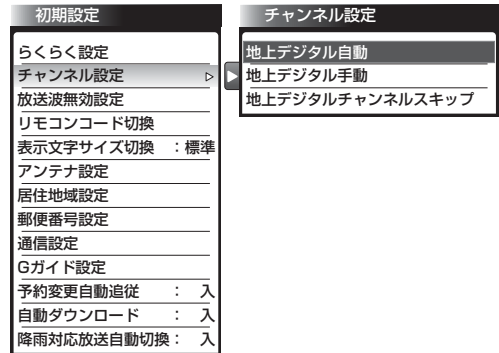 初期設定
らくらく設定
チャンネル設定
放送波無効設定
リモコンコード切換
表示文字サイズ切換 ：標準
アンテナ設定
居住地域設定
郵便番号設定
通信設定
Gガイド設定
予約変更自動追従 ： 入
自動ダウンロード ： 入
降雨対応放送自動切換： 入
チャンネル設定
地上デジタル自動
地上デジタル手動
地上デジタルチャンネルスキップ